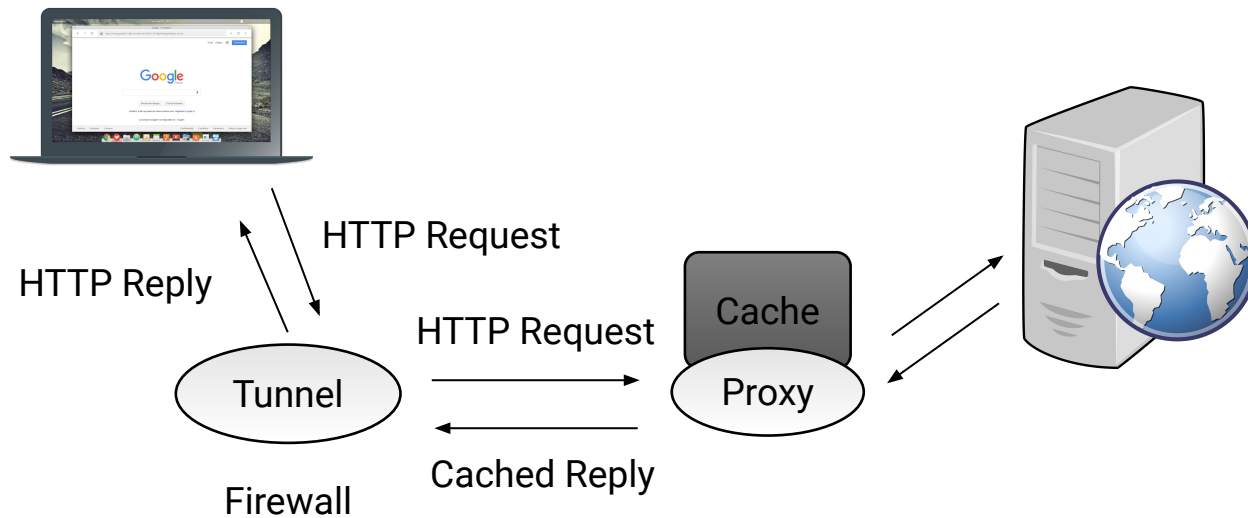 Google
HTTP Request
HTTP Reply
Cache
HTTP Request
Tunnel
Proxy
Cached Reply
Firewall